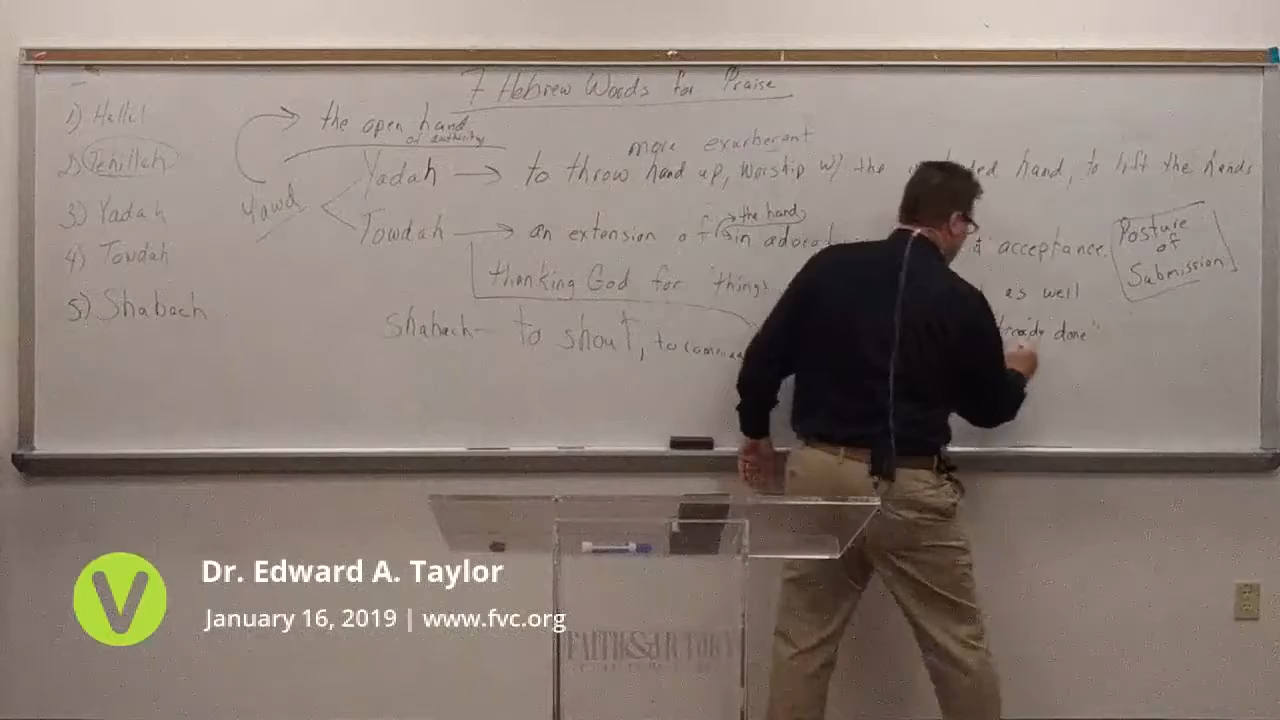 7 Hebrew Words for Praise
1) Hallel
2) Tehillah
3) Yadah
4) Towdah
5) Shabach
the open hand
of authority
Yawd
more exurberant
Yadah → to throw hand up, worship w/ the hand, to lift the hands
the hand
Towdah → an extension of in acceptance.
thanking God for "things as well
done"
Shabach - to shout, to
Posture
of
Submission
V
Dr. Edward A. Taylor
January 16, 2019 | www.fvc.org
FAITH&VICTORY